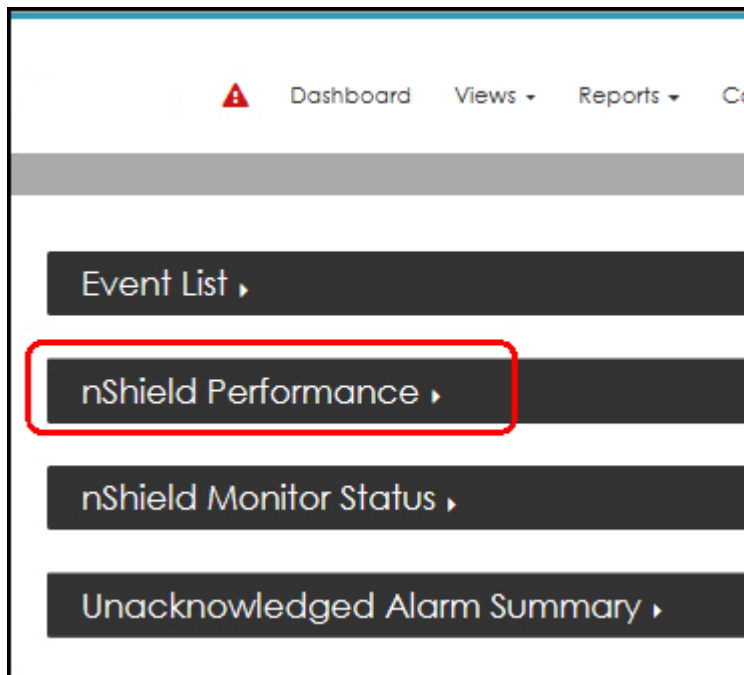 Dashboard Views Reports
Event List
nShield Performance
nShield Monitor Status
Unacknowledged Alarm Summary